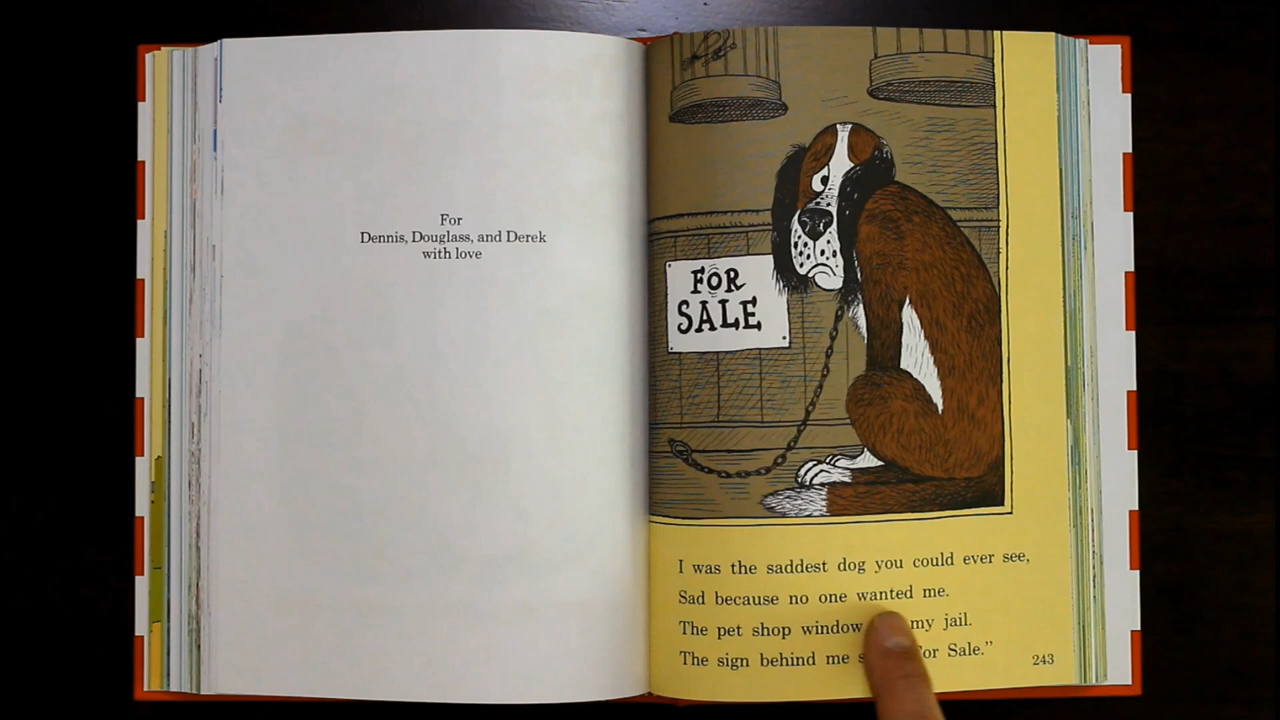 For
Dennis, Douglass, and Derek
with love
FOR
SALE
I was the saddest dog you could ever see,
Sad because no one wanted me.
The pet shop window my jail.
The sign behind me For Sale.”
243